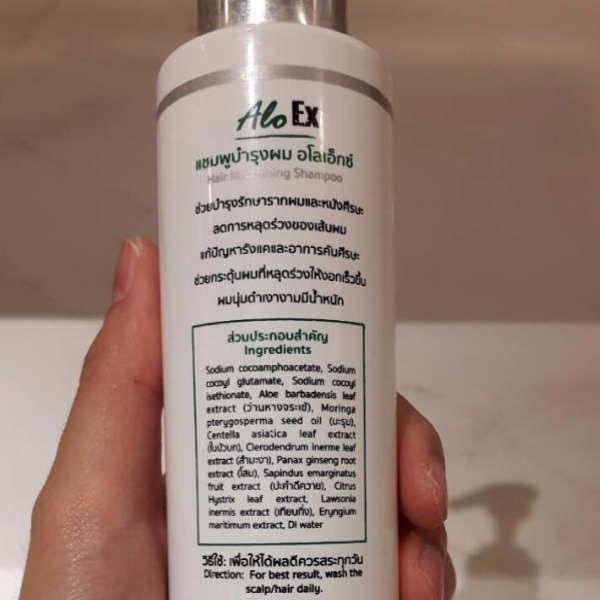 Alo Ex
แชมพูบำรุงผม อโลเอ็กซ์
Hair Nourishing Shampoo
ช่วยบำรุงรักษารากผมและหนังศีรษะ
ลดการหลุดร่วงของเส้นผม
แก้ปัญหารังแคและอาการคันศีรษะ
ช่วยกระตุ้นผมที่หลุดร่วงให้งอกเร็วขึ้น
ผมนุ่มดำเงางามมีน้ำหนัก
ส่วนประกอบสำคัญ
Ingredients
Sodium cocoamphoacetate, Sodium
cocoyl glutamate, Sodium cocoyl
isethionate, Aloe barbadensis leaf
extract (ว่านหางจระเข้), Moringa
pterygosperma seed oil (มะรุม),
Centella asiatica leaf extract
(ใบบัวบก), Clerodendrum inerme leaf
extract (สำมะงา), Panax ginseng root
extract (โสม), Sapindus emarginatus
fruit extract (ปะคำดีควาย), Citrus
Hystrix leaf extract, Lawsonia
inermis extract (เทียนกิ่ง), Eryngium
maritimum extract, DI water
วิธีใช้: เพื่อให้ได้ผลดีควรสระทุกวัน
Direction: For best result, wash the
scalp/hair daily.